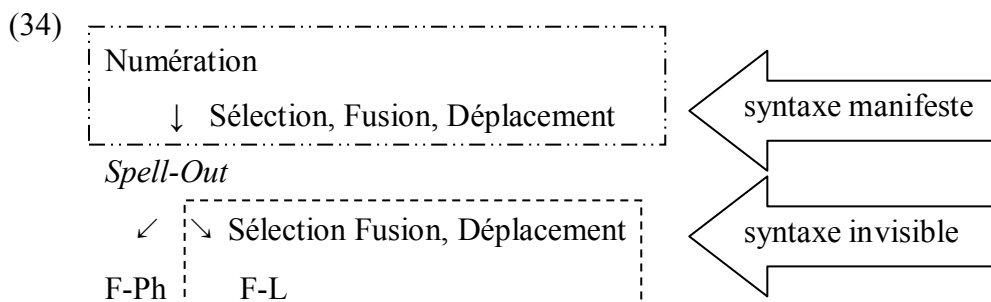 (34)
Numération
↓ Sélection, Fusion, Déplacement
syntaxe manifeste
Spell-Out
↙ ↘ Sélection Fusion, Déplacement
syntaxe invisible
F-Ph F-L